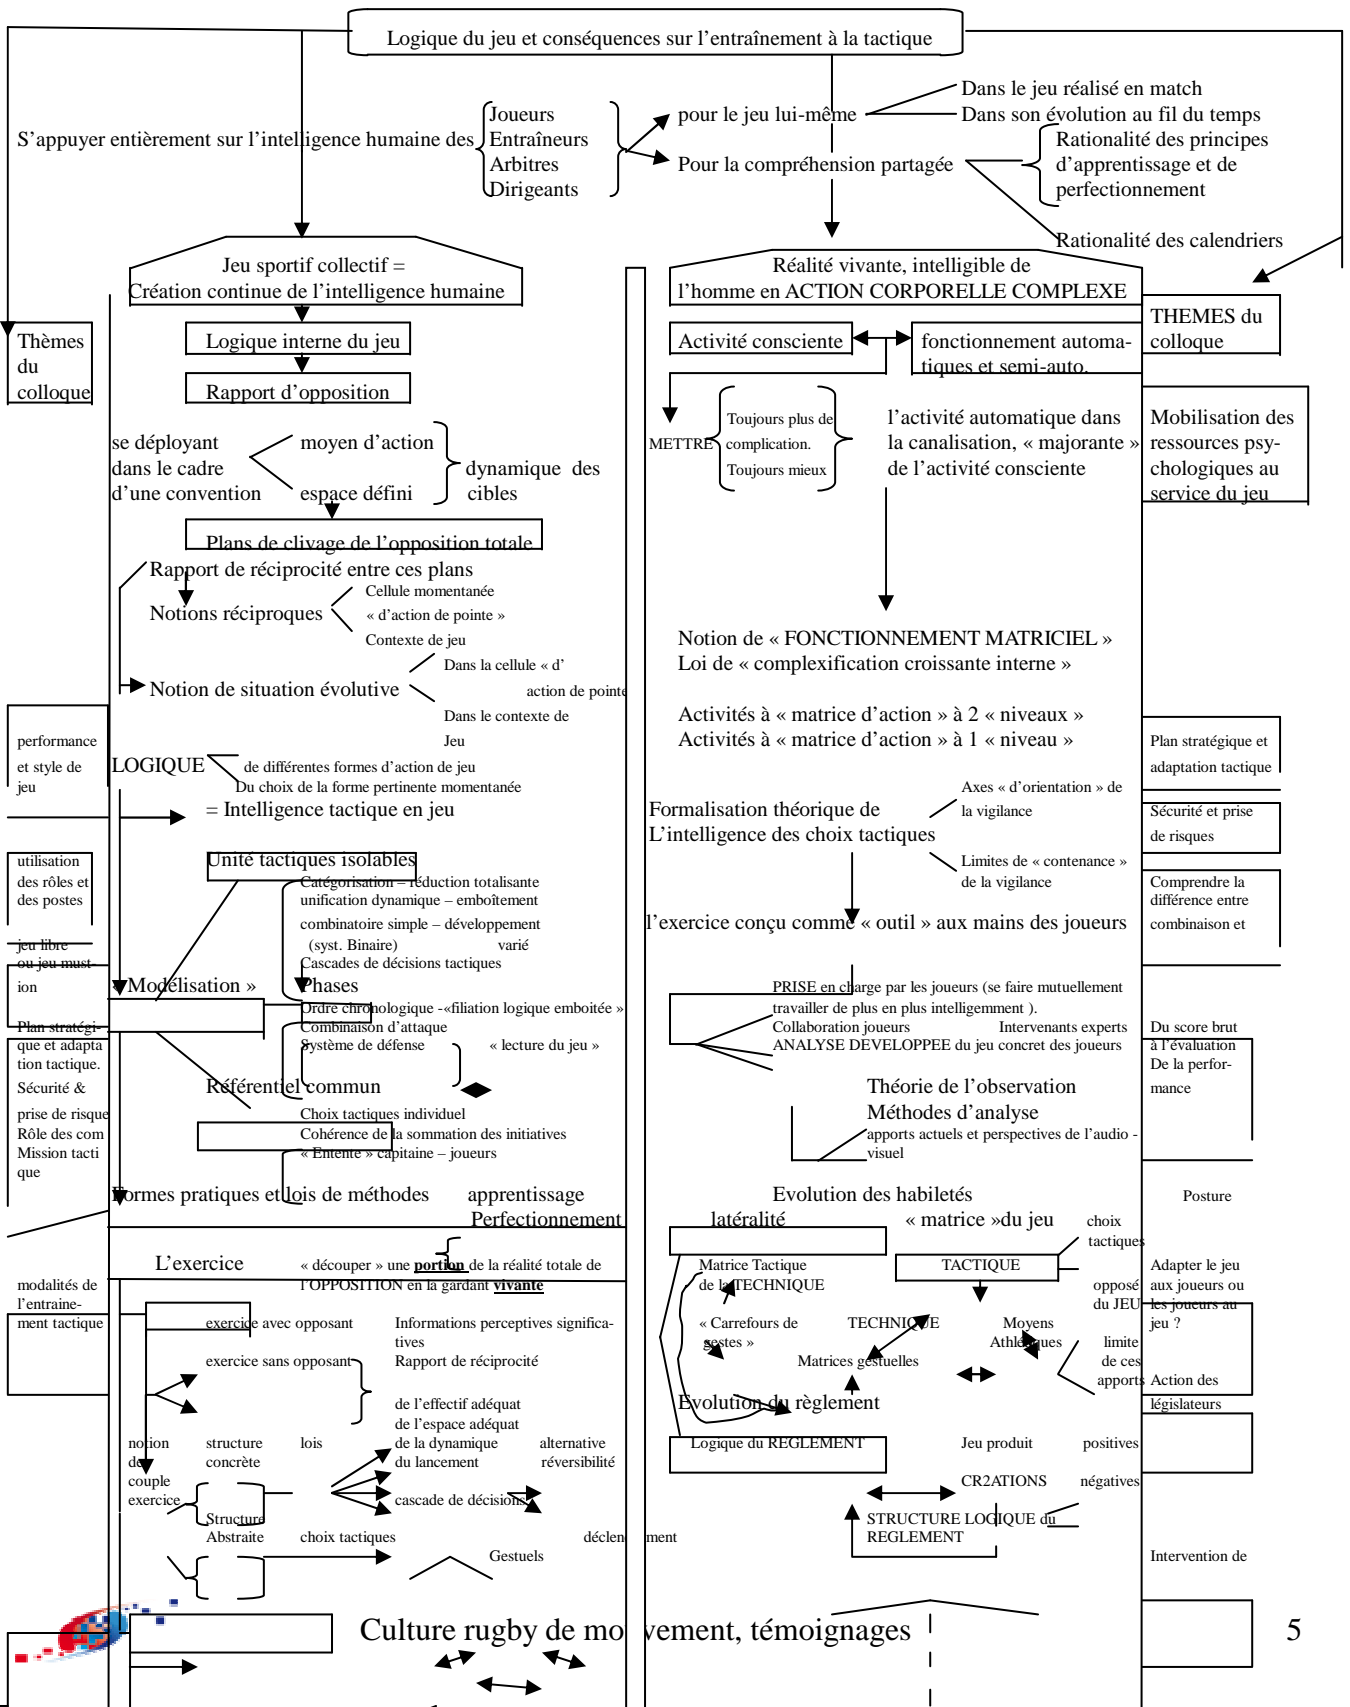 Logique du jeu et conséquences sur l’entraînement à la tactique
S’appuyer entièrement sur l’intelligence humaine des
Joueurs
Entraîneurs
Arbitres
Dirigeants
pour le jeu lui-même
Dans le jeu réalisé en match
Dans son évolution au fil du temps
Pour la compréhension partagée
Rationalité des principes
d’apprentissage et de
perfectionnement
Rationalité des calendriers
Jeu sportif collectif =
Création continue de l’intelligence humaine
Logique interne du jeu
Rapport d’opposition
Thèmes
du
colloque
se déployant
dans le cadre
d’une convention
moyen d’action
espace défini
dynamique des
cibles
Plans de clivage de l’opposition totale
Rapport de réciprocité entre ces plans
Notions réciproques
Cellule momentanée
« d’action de pointe »
Contexte de jeu
Notion de situation évolutive
Dans la cellule « d’
action de pointe
Dans le contexte de
Jeu
performance
et style de
jeu
LOGIQUE
de différentes formes d’action de jeu
Du choix de la forme pertinente momentanée
= Intelligence tactique en jeu
Unité tactiques isolables
utilisation
des rôles et
des postes
Catégorisation – réduction totalisante
unification dynamique – emboîtement
combinatoire simple – développement
(syst. Binaire) varié
Cascades de décisions tactiques
jeu libre
ou jeu must-
ion
« Modélisation »
Phases
Ordre chronologique -«filiation logique emboitée »
Combinaison d’attaque
Système de défense « lecture du jeu »
Plan stratégi-
que et adapta
tion tactique.
Sécurité &
prise de risque
Rôle des com
Mission tacti
que
Référentiel commun
Choix tactiques individuel
Cohérence de la sommation des initiatives
« Entente » capitaine – joueurs
Formes pratiques et lois de méthodes apprentissage
Perfectionnement
L’exercice
« découper » une portion de la réalité totale de
l’OPPOSITION en la gardant vivante
modalités de
l’entraine-
ment tactique
exercice avec opposant
Informations perceptives significa-
tives
exercice sans opposant
Rapport de réciprocité
de l’effectif adéquat
de l’espace adéquat
de la dynamique
du lancement
alternative
réversibilité
notion
de
couple
exercice
structure
concrète
lois
cascade de décisions
Structure
Abstraite
choix tactiques
déclenchement
Gestuels
Réalité vivante, intelligible de
l’homme en ACTION CORPORELLE COMPLEXE
Activité consciente
fonctionnement automa-
tiques et semi-auto.
THEMES du
colloque
METTRE
Toujours plus de
complication.
Toujours mieux
l’activité automatique dans
la canalisation, « majorante »
de l’activité consciente
Mobilisation des
ressources psy-
chologiques au
service du jeu
Notion de « FONCTIONNEMENT MATRICIEL »
Loi de « complexification croissante interne »
Activités à « matrice d’action » à 2 « niveaux »
Activités à « matrice d’action » à 1 « niveau »
Plan stratégique et
adaptation tactique
Formalisation théorique de
L’intelligence des choix tactiques
Axes « d’orientation » de
la vigilance
Limites de « contenance »
de la vigilance
Sécurité et prise
de risques
Comprendre la
différence entre
combinaison et
l’exercice conçu comme « outil » aux mains des joueurs
PRISE en charge par les joueurs (se faire mutuellement
travailler de plus en plus intelligemment ).
Collaboration joueurs Intervenants experts
ANALYSE DEVELOPPEE du jeu concret des joueurs
Du score brut
à l’évaluation
De la perfor-
mance
Théorie de l’observation
Méthodes d’analyse
apports actuels et perspectives de l’audio -
visuel
Evolution des habiletés
Posture
latéralité
« matrice »du jeu
choix
tactiques
Matrice Tactique
de la TECHNIQUE
TACTIQUE
opposé
du JEU
Adapter le jeu
aux joueurs ou
les joueurs au
jeu ?
« Carrefours de
gestes »
TECHNIQUE
Moyens
Athlétiques
limite
de ces
apports
Matrices gestuelles
Action des
législateurs
Evolution du règlement
Logique du REGLEMENT
Jeu produit
positives
CR2ATIONS
négatives
STRUCTURE LOGIQUE du
REGLEMENT
Intervention de
Culture rugby de mouvement, témoignages
5